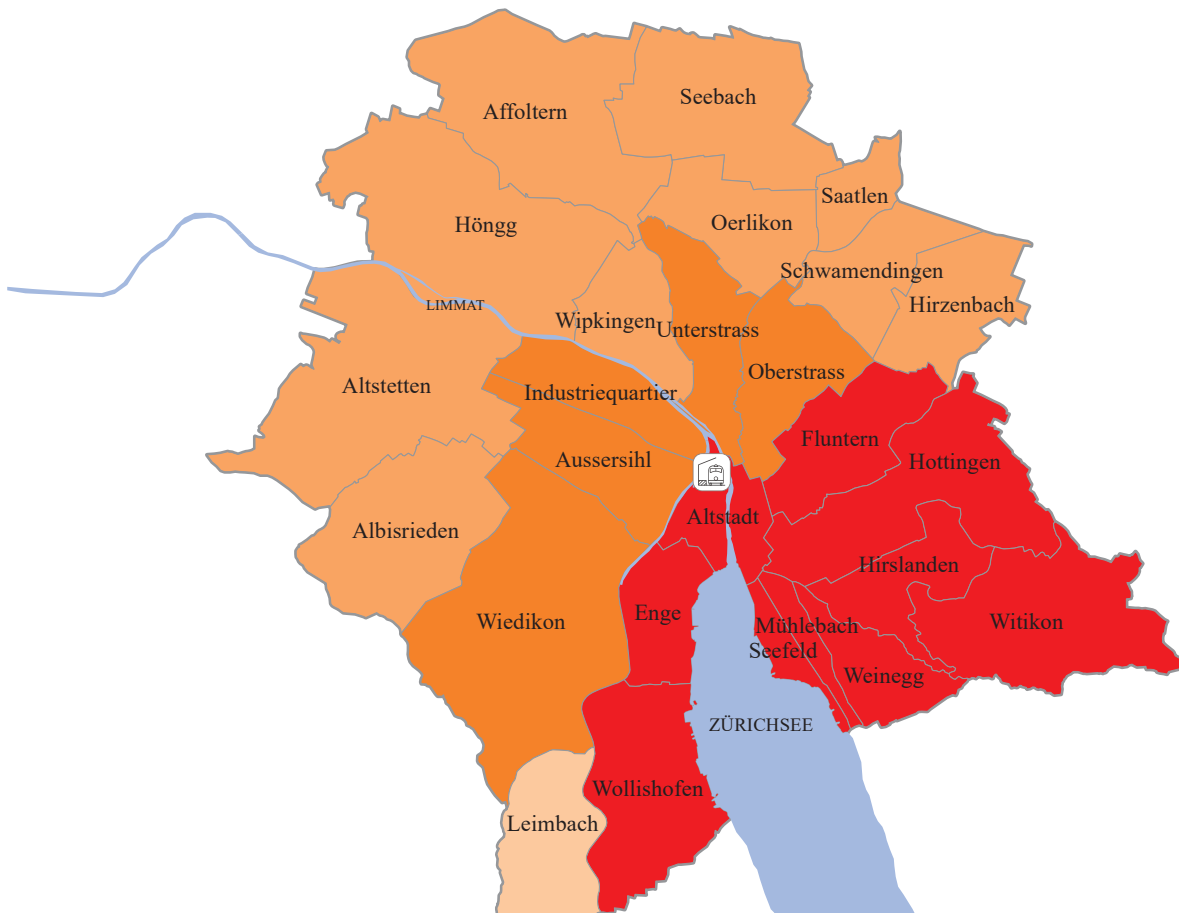 Seebach
Affoltern
Saatlen
Oerlikon
Höngg
Schwamendingen
LIMMAT
Hirzenbach
Wipkingen
Unterstrass
Oberstrass
Altstetten
Industriequartier
Fluntern
Aussersihl
Hottingen
Altstadt
Albisrieden
Hirslanden
Enge
Wiedikon
Mühlebach
Witikon
Seefeld
Weinegg
ZÜRICHSEE
Wollishofen
Leimbach